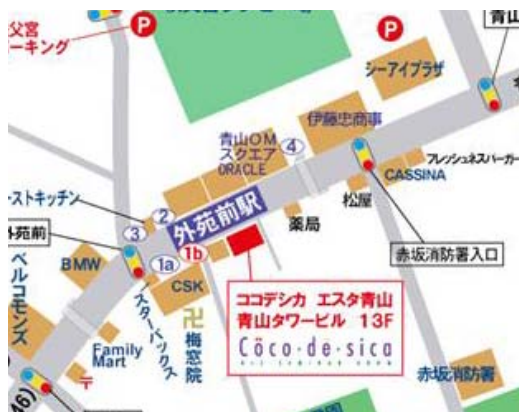 父宮
ーキング
P
P
青山
シーアイプラザ
伊藤忠商事
青山OM
スクエア
ORACLE
4
フレッシュネスバーガー
CASSINA
ーストキッチン
2
外苑前駅
松屋
薬局
外苑前
3
1b
1a
BMW
CSK
赤坂消防署入口
ベルコモンズ
スターバックス
卍
梅窓院
ココデシカ エスタ青山
青山タワービル 13F
Cöco・de・sica
Family
Mart
〒
赤坂消防署
46)